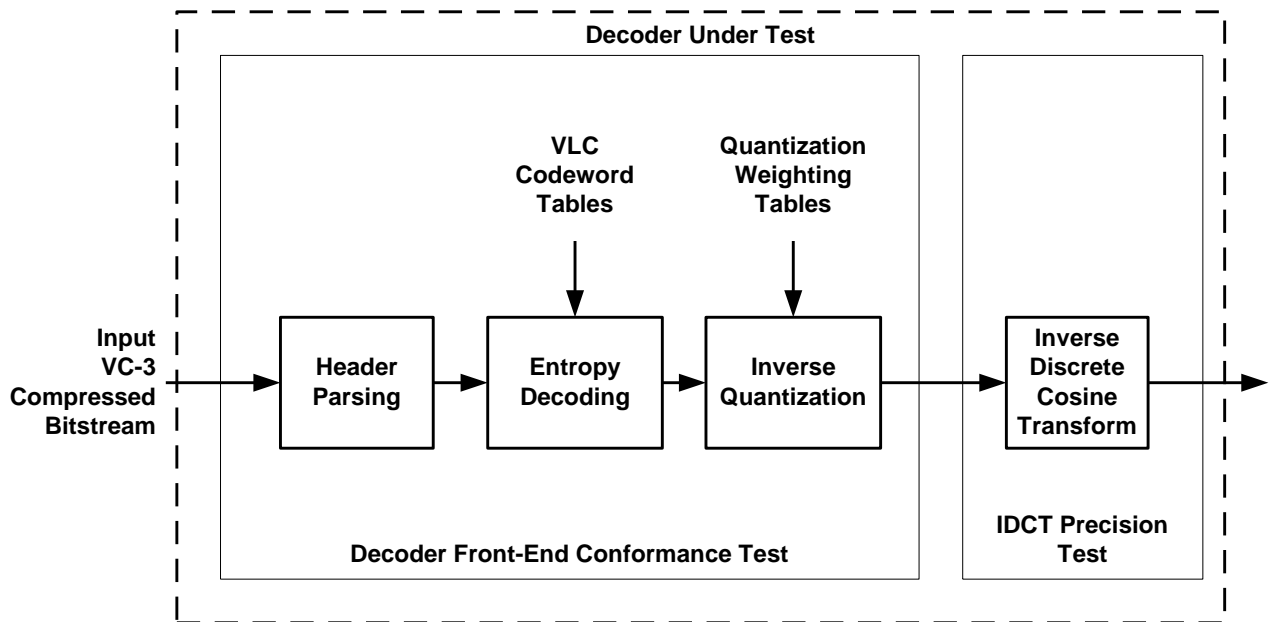 Decoder Under Test
VLC
Codeword
Tables
Quantization
Weighting
Tables
Input
VC-3
Compressed
Bitstream
Header
Parsing
Entropy
Decoding
Inverse
Quantization
Inverse
Discrete
Cosine
Transform
Decoder Front-End Conformance Test
IDCT Precision
Test